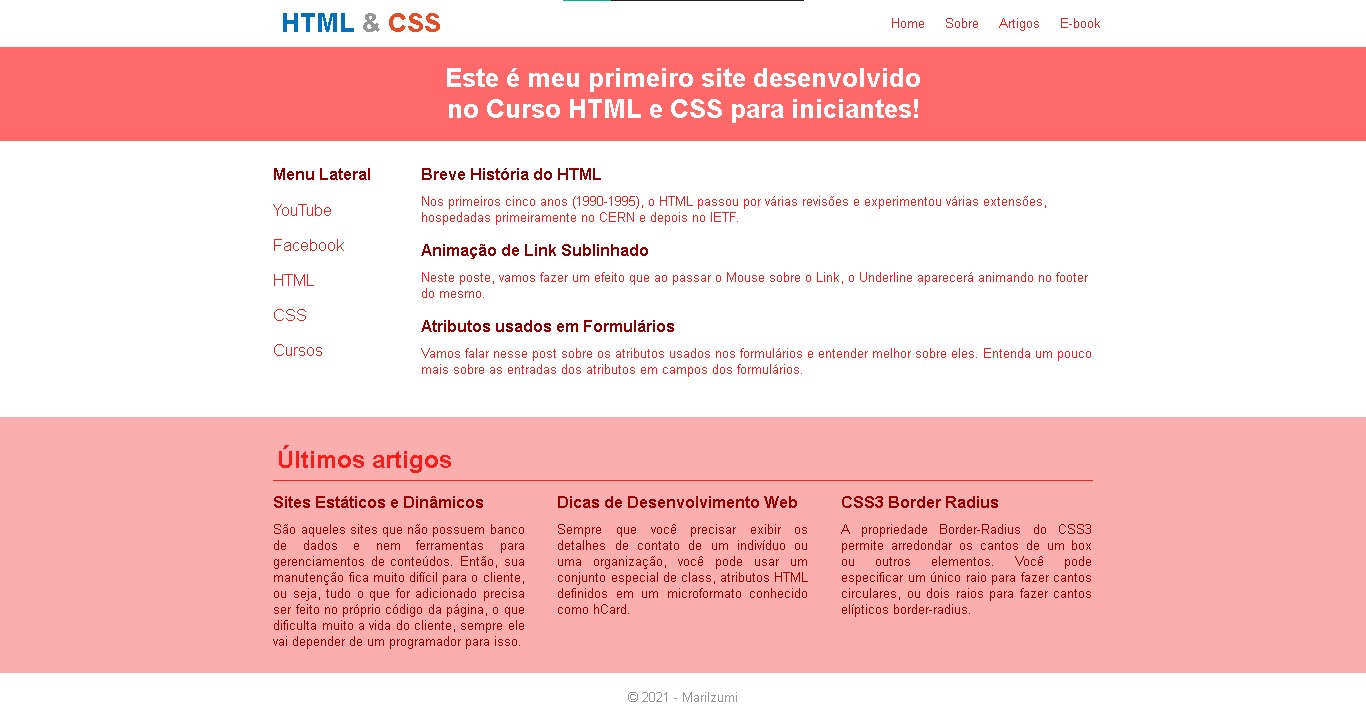 HTML & CSS
Home Sobre Artigos E-book
Este é meu primeiro site desenvolvido
no Curso HTML e CSS para iniciantes!
Menu Lateral
YouTube
Facebook
HTML
CSS
Cursos
Breve História do HTML
Nos primeiros cinco anos (1990-1995), o HTML passou por várias revisões e experimentou várias extensões,
hospedadas primeiramente no CERN e depois no IETF.
Animação de Link Sublinhado
Neste poste, vamos fazer um efeito que ao passar o Mouse sobre o Link, o Underline aparecerá animando no footer
do mesmo.
Atributos usados em Formulários
Vamos falar nesse post sobre os atributos usados nos formulários e entender melhor sobre eles. Entenda um pouco
mais sobre as entradas dos atributos em campos dos formulários.
Últimos artigos
Sites Estáticos e Dinâmicos
São aqueles sites que não possuem banco
de dados e nem ferramentas para
gerenciamentos de conteúdos. Então, sua
manutenção fica muito difícil para o cliente,
ou seja, tudo o que for adicionado precisa
ser feito no próprio código da página, o que
dificulta muito a vida do cliente, sempre ele
vai depender de um programador para isso.
Dicas de Desenvolvimento Web
Sempre que você precisar exibir os
detalhes de contato de um indivíduo ou
uma organização, você pode usar um
conjunto especial de class, atributos HTML
definidos em um microformato conhecido
como hCard.
CSS3 Border Radius
A propriedade Border-Radius do CSS3
permite arredondar os cantos de um box
ou outros elementos. Você pode
especificar um único raio para fazer cantos
circulares, ou dois raios para fazer cantos
elípticos border-radius.
© 2021 - MariIzumi